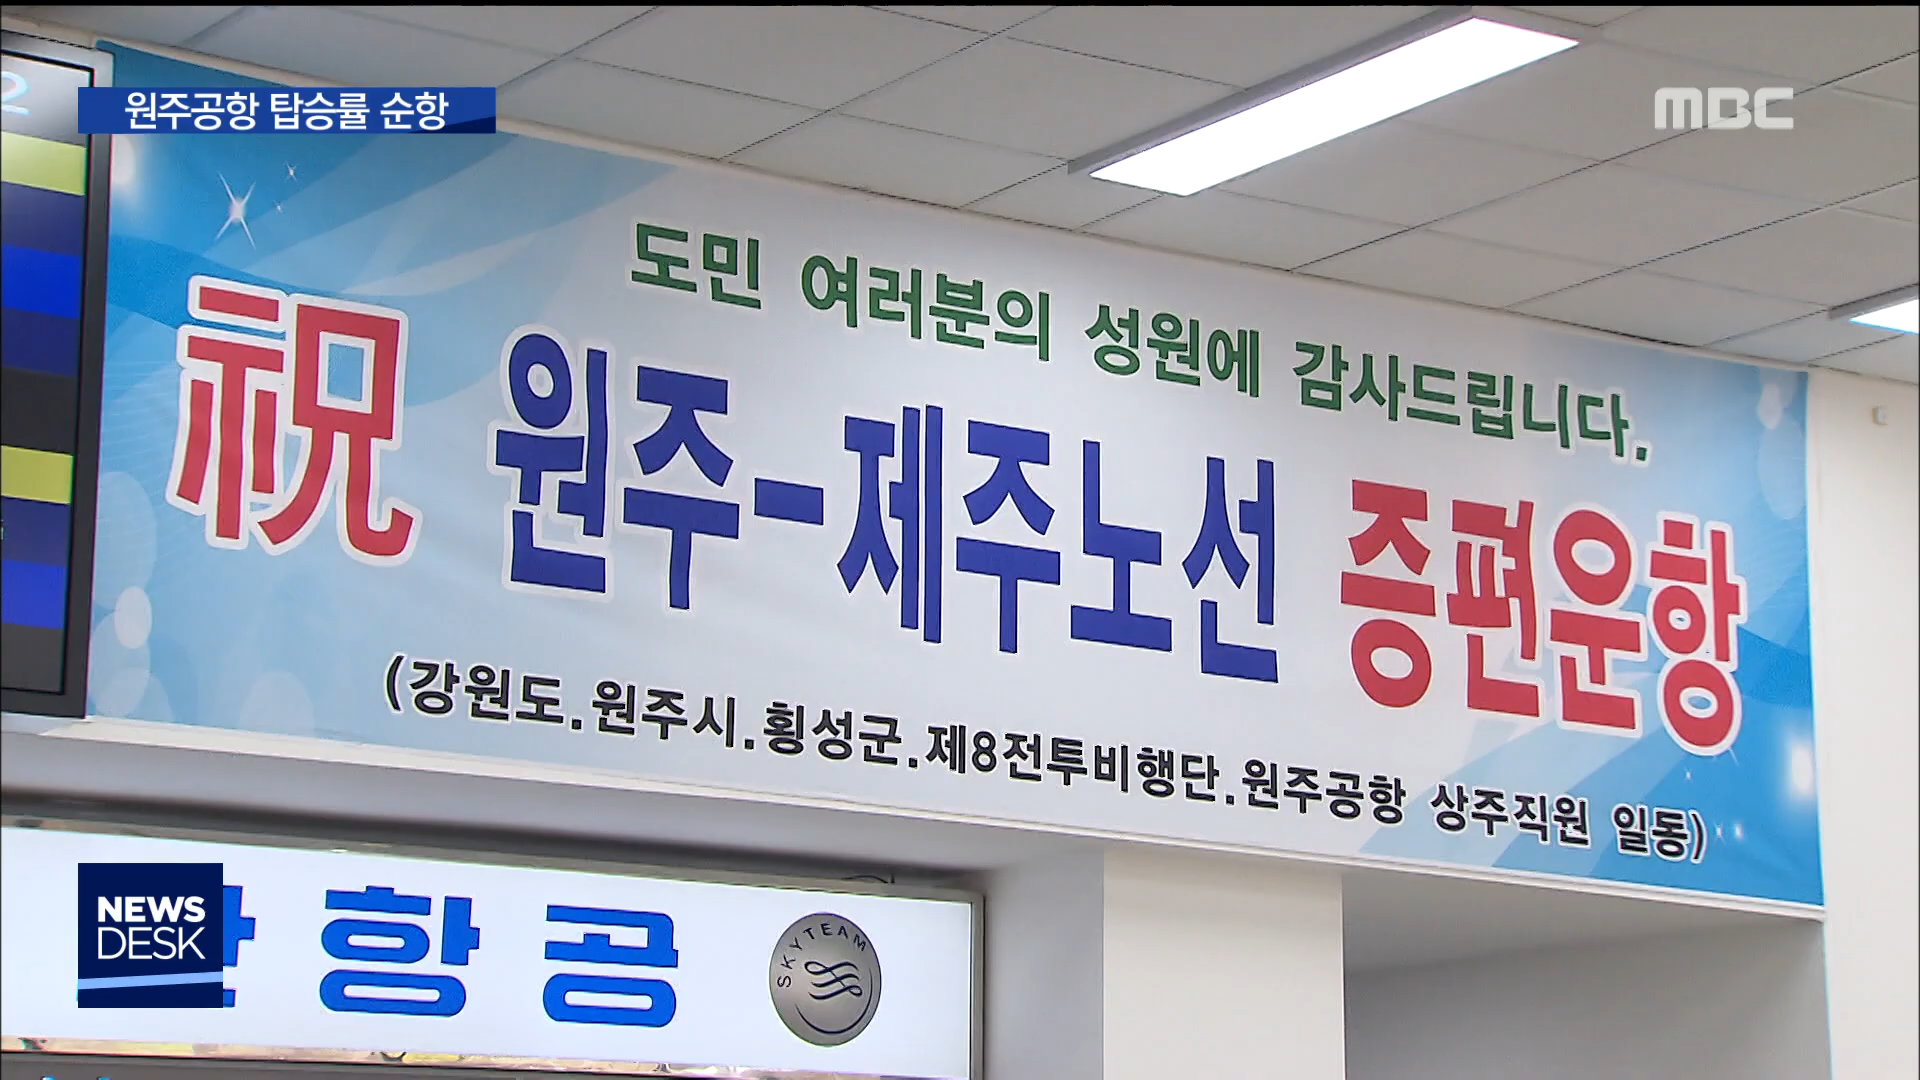 원주공항 탑승률 순항
MBC
도민 여러분의 성원에 감사드립니다.
祝 원주-제주노선 증편운항
(강원도.원주시.횡성군.제8전투비행단.원주공항 상주직원 일동)
NEWS
DESK
항공
SKYTEAM